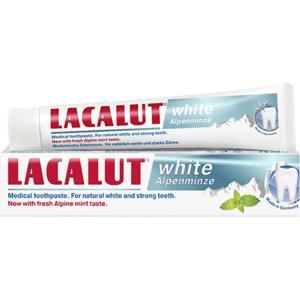 LACALUT® white
Alpenminze
Medical toothpaste. For natural white and strong teeth.
New with fresh Alpine mint taste.
Medizinische Zahncreme. Für natürlich weiße und starke Zähne.
LACALUT® white
Alpenminze
Medical toothpaste. For natural white and strong teeth.
New with fresh Alpine mint taste.
Made in Germany